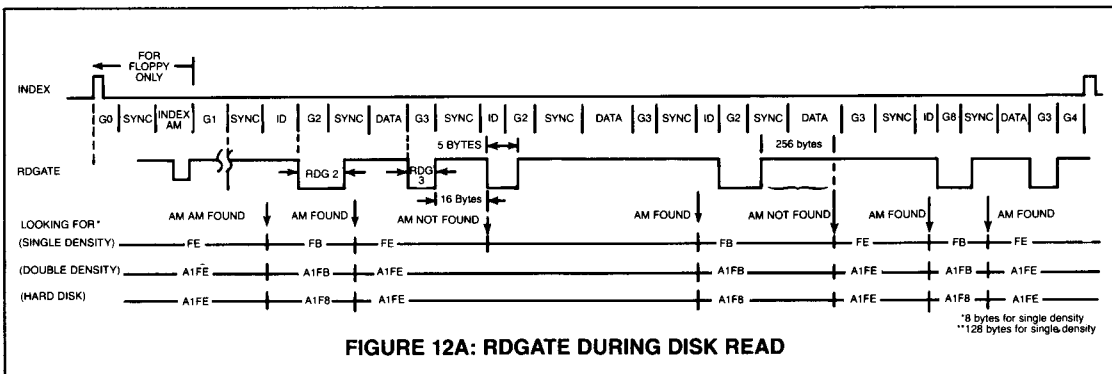 FOR
FLOPPY
ONLY
INDEX
G0 SYNC INDEX AM G1 SYNC ID G2 SYNC DATA G3 SYNC ID G2 SYNC DATA G3 SYNC ID G2 SYNC DATA G3 SYNC ID G8 SYNC DATA G3 G4
5 BYTES
256 bytes
RDGATE
RDG 2
RDG 3
16 Bytes
LOOKING FOR*
AM AM FOUND AM FOUND AM NOT FOUND AM FOUND AM NOT FOUND AM FOUND
(SINGLE DENSITY) FE FB FE FB FE FB FE
(DOUBLE DENSITY) A1FE A1FB A1FE A1FB A1FE A1FB A1FE
(HARD DISK) A1FE A1F8 A1FE A1F8 A1FE A1F8 A1FE
*8 bytes for single density
**128 bytes for single density
FIGURE 12A: RDGATE DURING DISK READ